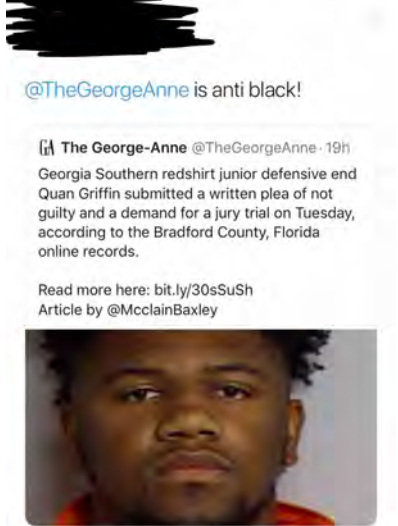 @TheGeorgeAnne is anti black!
GA The George-Anne @TheGeorgeAnne · 19h
Georgia Southern redshirt junior defensive end
Quan Griffin submitted a written plea of not
guilty and a demand for a jury trial on Tuesday,
according to the Bradford County, Florida
online records.
Read more here: bit.ly/30sSuSh
Article by @McclainBaxley